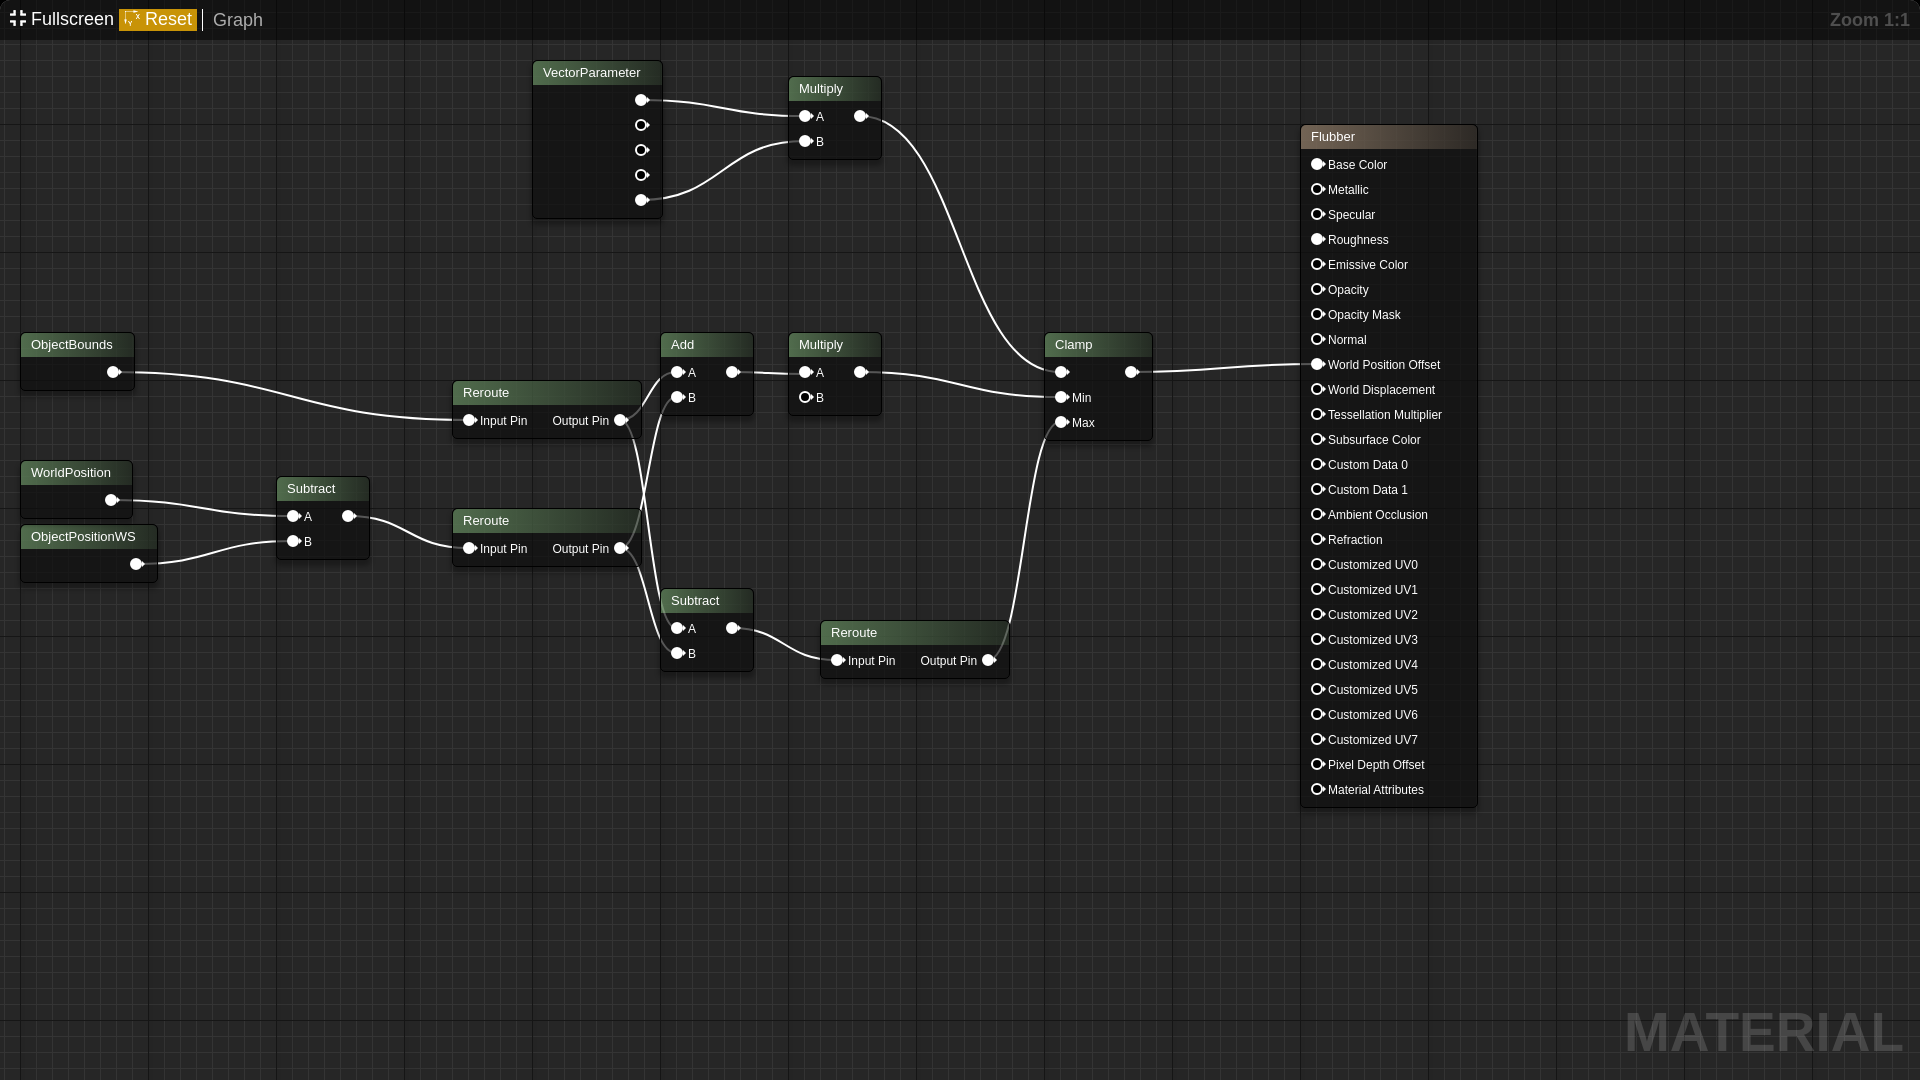 Fullscreen Reset Graph
Zoom 1:1
VectorParameter
Multiply
A
B
Flubber
Base Color
Metallic
Specular
Roughness
Emissive Color
Opacity
Opacity Mask
Normal
World Position Offset
World Displacement
Tessellation Multiplier
Subsurface Color
Custom Data 0
Custom Data 1
Ambient Occlusion
Refraction
Customized UV0
Customized UV1
Customized UV2
Customized UV3
Customized UV4
Customized UV5
Customized UV6
Customized UV7
Pixel Depth Offset
Material Attributes
ObjectBounds
Reroute
Input Pin Output Pin
Add
A
B
Multiply
A
B
Clamp
Min
Max
WorldPosition
ObjectPositionWS
Subtract
A
B
Reroute
Input Pin Output Pin
Subtract
A
B
Reroute
Input Pin Output Pin
MATERIAL